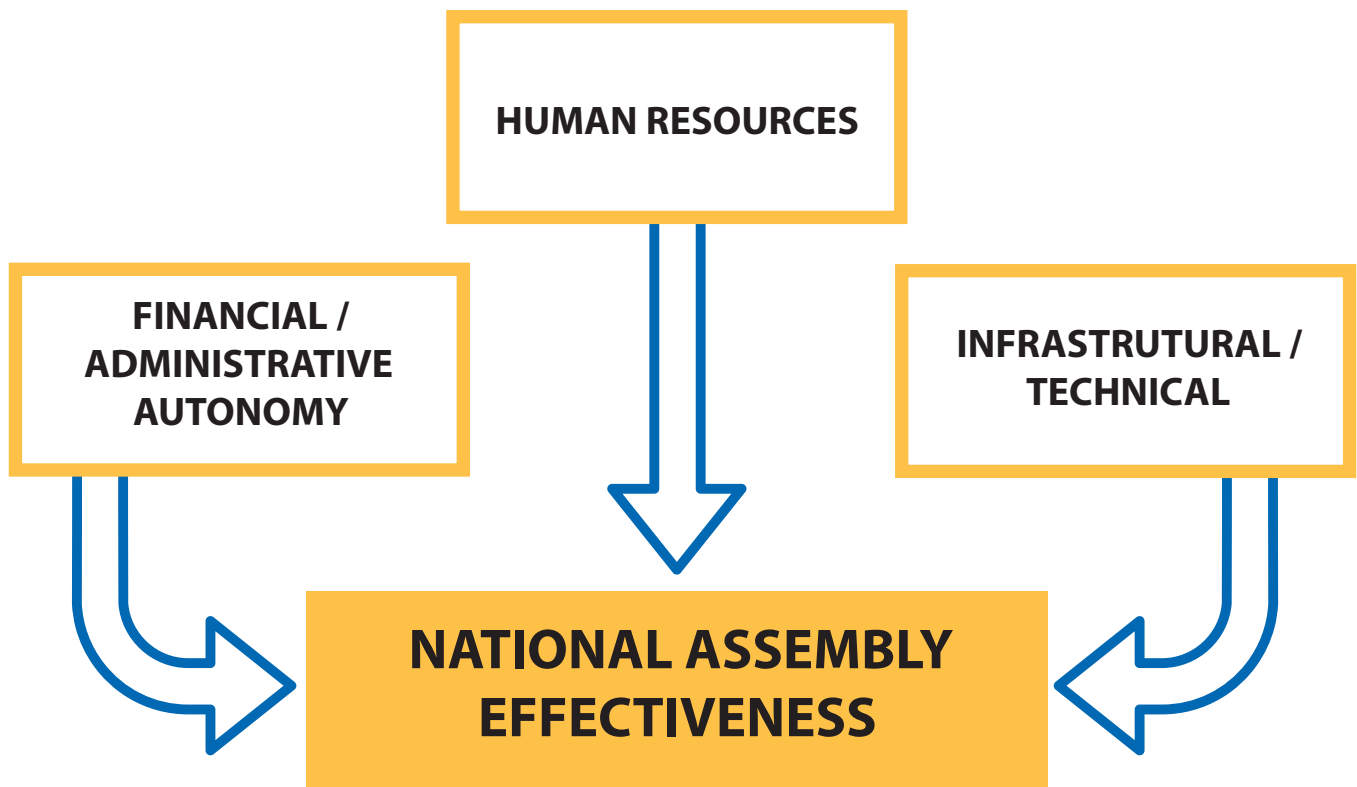 HUMAN RESOURCES
FINANCIAL /
ADMINISTRATIVE
AUTONOMY
INFRASTRUTURAL /
TECHNICAL
NATIONAL ASSEMBLY
EFFECTIVENESS